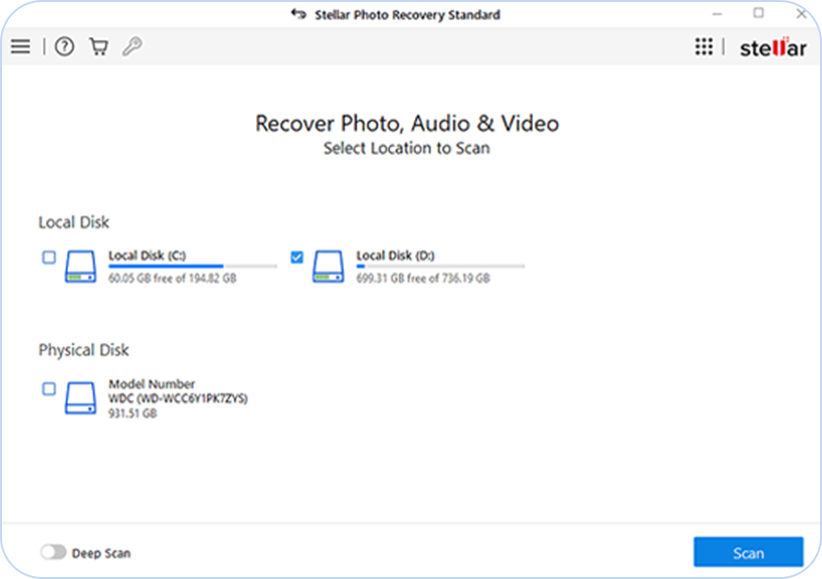 Stellar Photo Recovery Standard
stellar
Recover Photo, Audio & Video
Select Location to Scan
Local Disk
Local Disk (C:)
60.05 GB free of 194.82 GB
Local Disk (D:)
699.31 GB free of 736.19 GB
Physical Disk
Model Number
WDC (WD-WCC6Y1PK7ZYS)
931.51 GB
Deep Scan
Scan